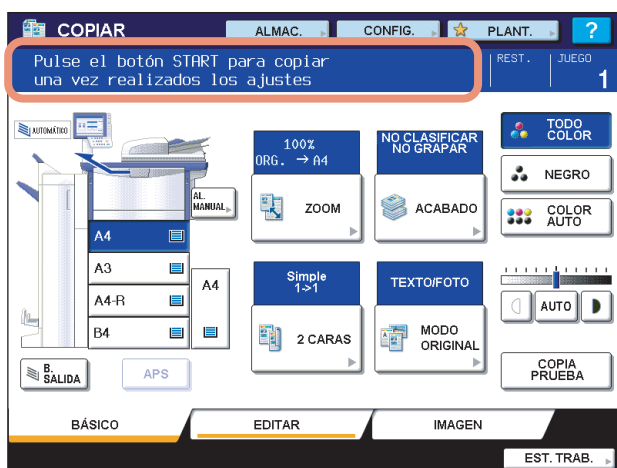 COPIAR
ALMAC.
CONFIG.
PLANT.
?
Pulse el botón START para copiar
una vez realizados los ajustes
REST.
JUEGO
1
AUTOMÁTICO
100%
ORG. → A4
ZOOM
NO CLASIFICAR
NO GRAPAR
ACABADO
TODO
COLOR
NEGRO
COLOR
AUTO
AL.
MANUAL
A4
A3
A4-R
B4
A4
Simple
1->1
2 CARAS
TEXTO/FOTO
MODO
ORIGINAL
AUTO
B.
SALIDA
APS
COPIA
PRUEBA
BÁSICO
EDITAR
IMAGEN
EST. TRAB.